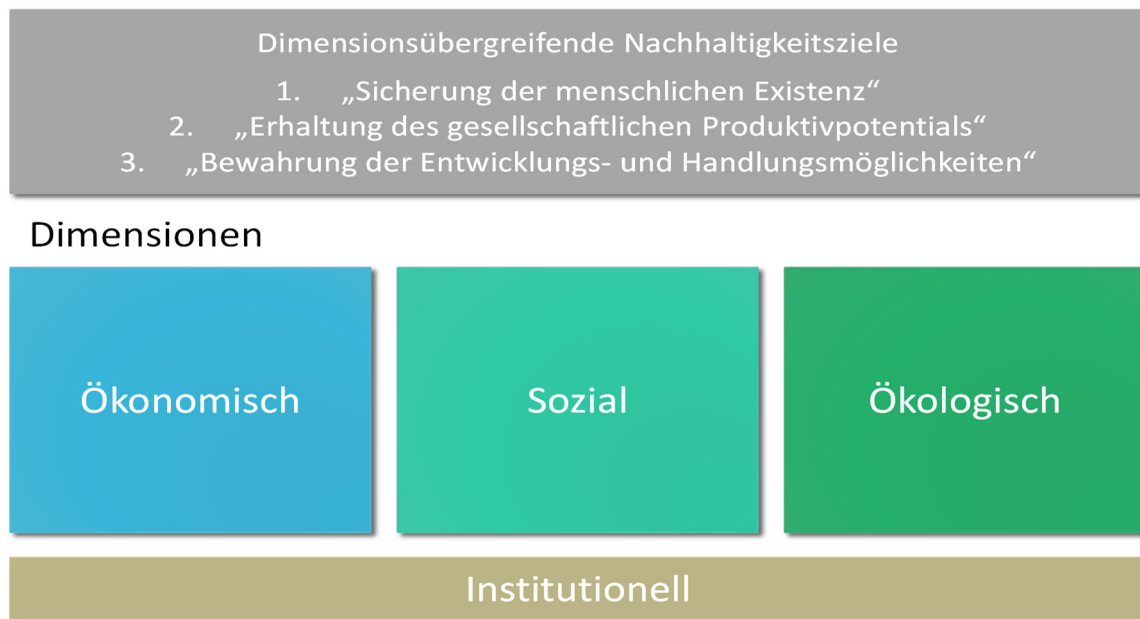 Dimensionsübergreifende Nachhaltigkeitsziele
1. „Sicherung der menschlichen Existenz“
2. „Erhaltung des gesellschaftlichen Produktivpotentials“
3. „Bewahrung der Entwicklungs- und Handlungsmöglichkeiten“
Dimensionen
Ökonomisch
Sozial
Ökologisch
Institutionell